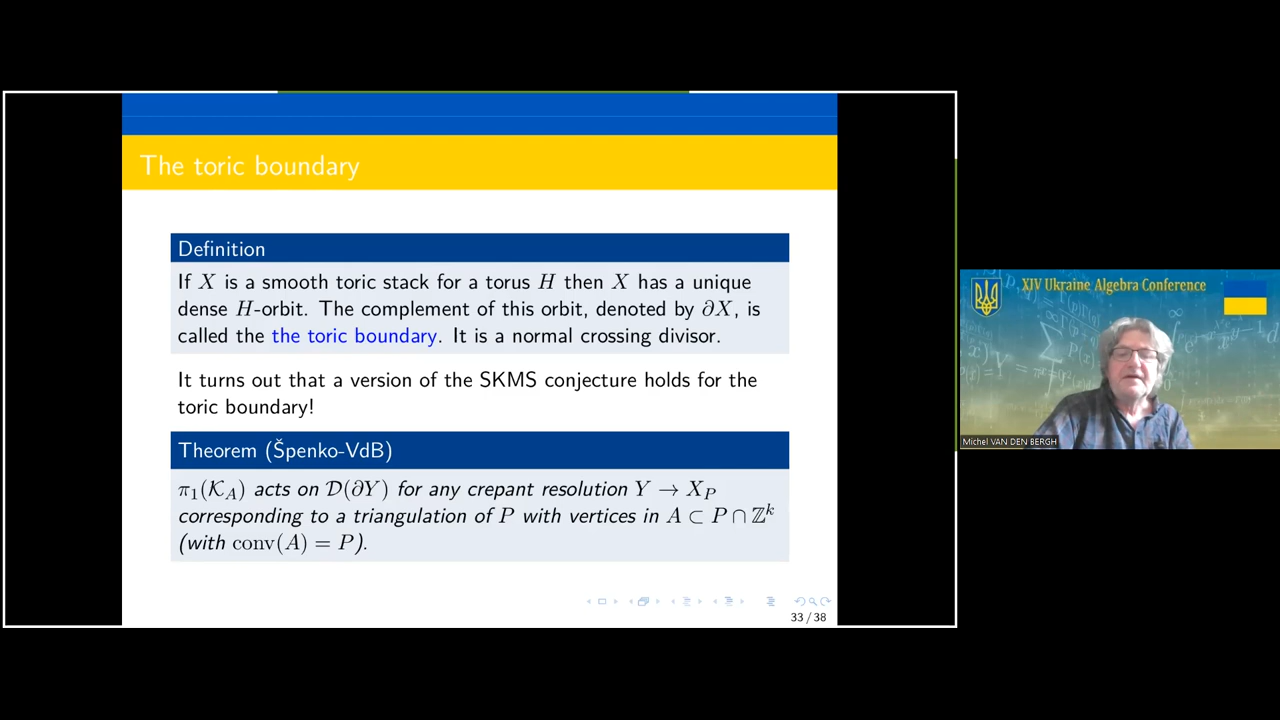 The toric boundary
Definition
If X is a smooth toric stack for a torus H then X has a unique
dense H-orbit. The complement of this orbit, denoted by ∂X, is
called the the toric boundary. It is a normal crossing divisor.
It turns out that a version of the SKMS conjecture holds for the
toric boundary!
Theorem (Špenko-VdB)
π₁(𝒦_A) acts on 𝒟(∂Y) for any crepant resolution Y → X_P
corresponding to a triangulation of P with vertices in A ⊂ P ∩ ℤᵏ
(with conv(A) = P).
33 / 38
XIV Ukraine Algebra Conference
Michel VAN DEN BERGH